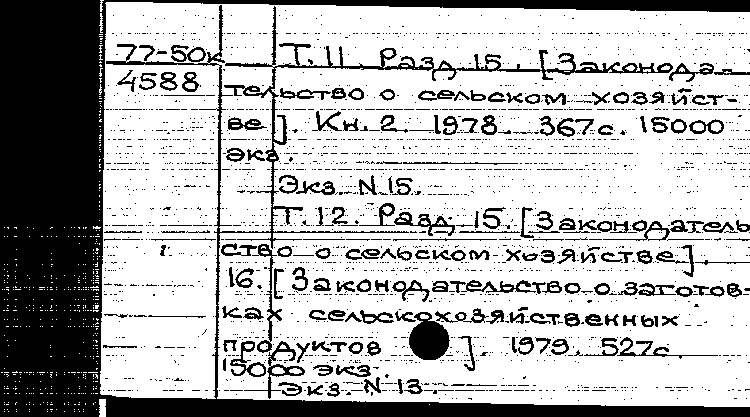 77-50к Т.11. Разд. 15. [Законода-
4588
тельство о сельском хозяйст-
ве]. Кн. 2. 1978. 367с. 15000
экз.
Экз. N 15.
Т.12. Разд. 15. [Законодатель
ство о сельском хозяйстве].
16. [Законодательство о заготов-
ках сельскохозяйственных
продуктов ]. 1979. 527с.
15000 экз.
Экз. N 13.